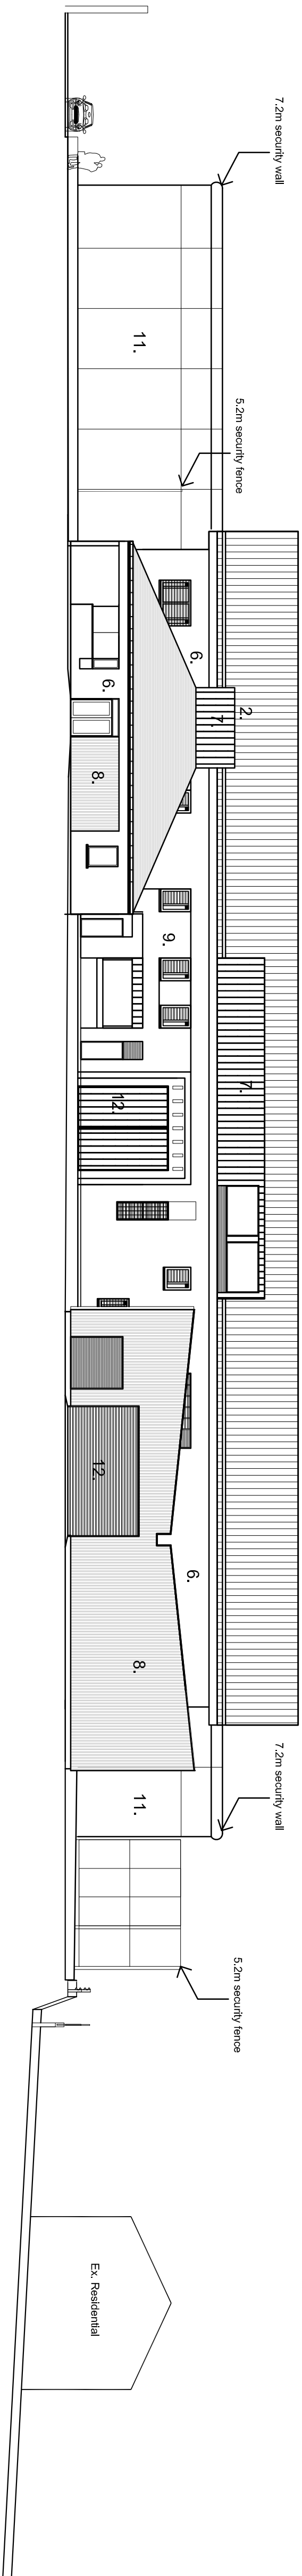 7.2m security wall
11.
5.2m security fence
6.
2.
7.
6.
8.
9.
7.
12.
12.
6.
8.
7.2m security wall
11.
5.2m security fence
Ex. Residential